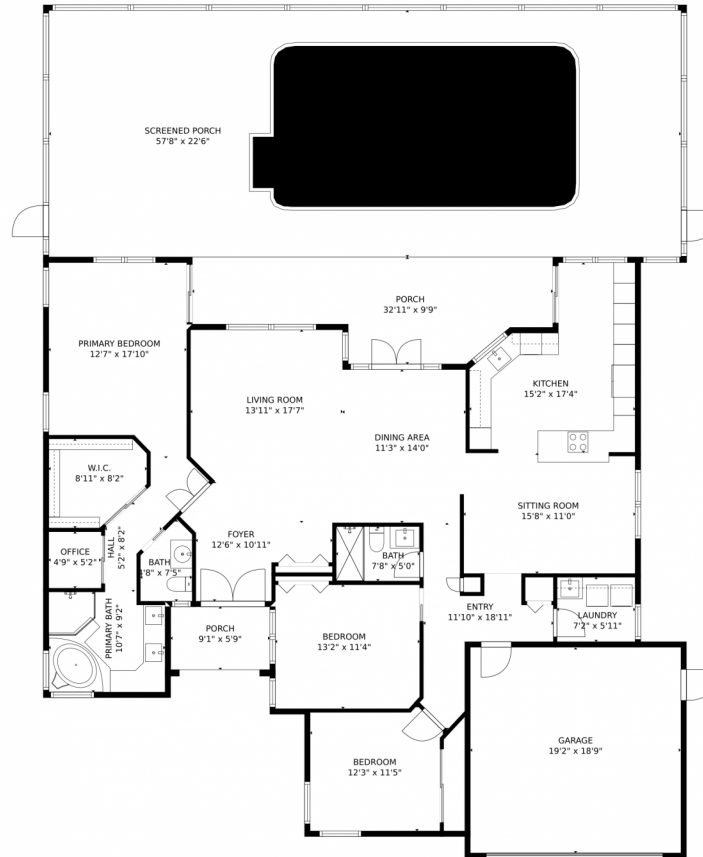 SCREENED PORCH
57'8" x 22'6"
PORCH
32'11" x 9'9"
PRIMARY BEDROOM
12'7" x 17'10"
LIVING ROOM
13'11" x 17'7"
KITCHEN
15'2" x 17'4"
DINING AREA
11'3" x 14'0"
W.I.C.
8'11" x 8'2"
SITTING ROOM
15'8" x 11'0"
HALL
5'2" x 8'2"
OFFICE
4'9" x 5'2"
FOYER
12'6" x 10'11"
BATH
7'5"
BATH
7'8" x 5'0"
ENTRY
11'10" x 18'11"
LAUNDRY
7'2" x 5'11"
PRIMARY BATH
10'7" x 9'2"
PORCH
9'1" x 5'9"
BEDROOM
13'2" x 11'4"
GARAGE
19'2" x 18'9"
BEDROOM
12'3" x 11'5"